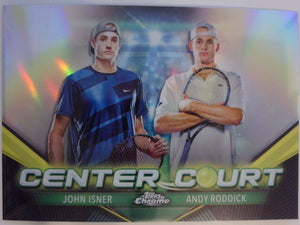 CENTER COURT
JOHN ISNER Topps Chrome ANDY RODDICK